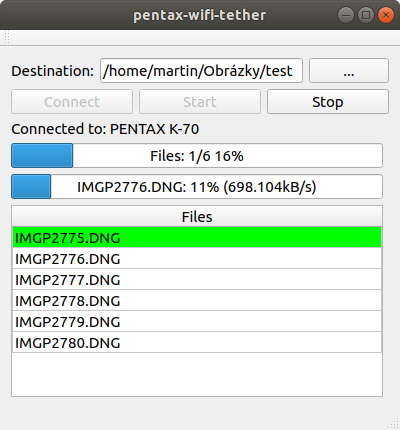 pentax-wifi-tether
Destination: /home/martin/Obrázky/test ...
Connect Start Stop
Connected to: PENTAX K-70
Files: 1/6 16%
IMGP2776.DNG: 11% (698.104kB/s)
Files
IMGP2775.DNG
IMGP2776.DNG
IMGP2777.DNG
IMGP2778.DNG
IMGP2779.DNG
IMGP2780.DNG